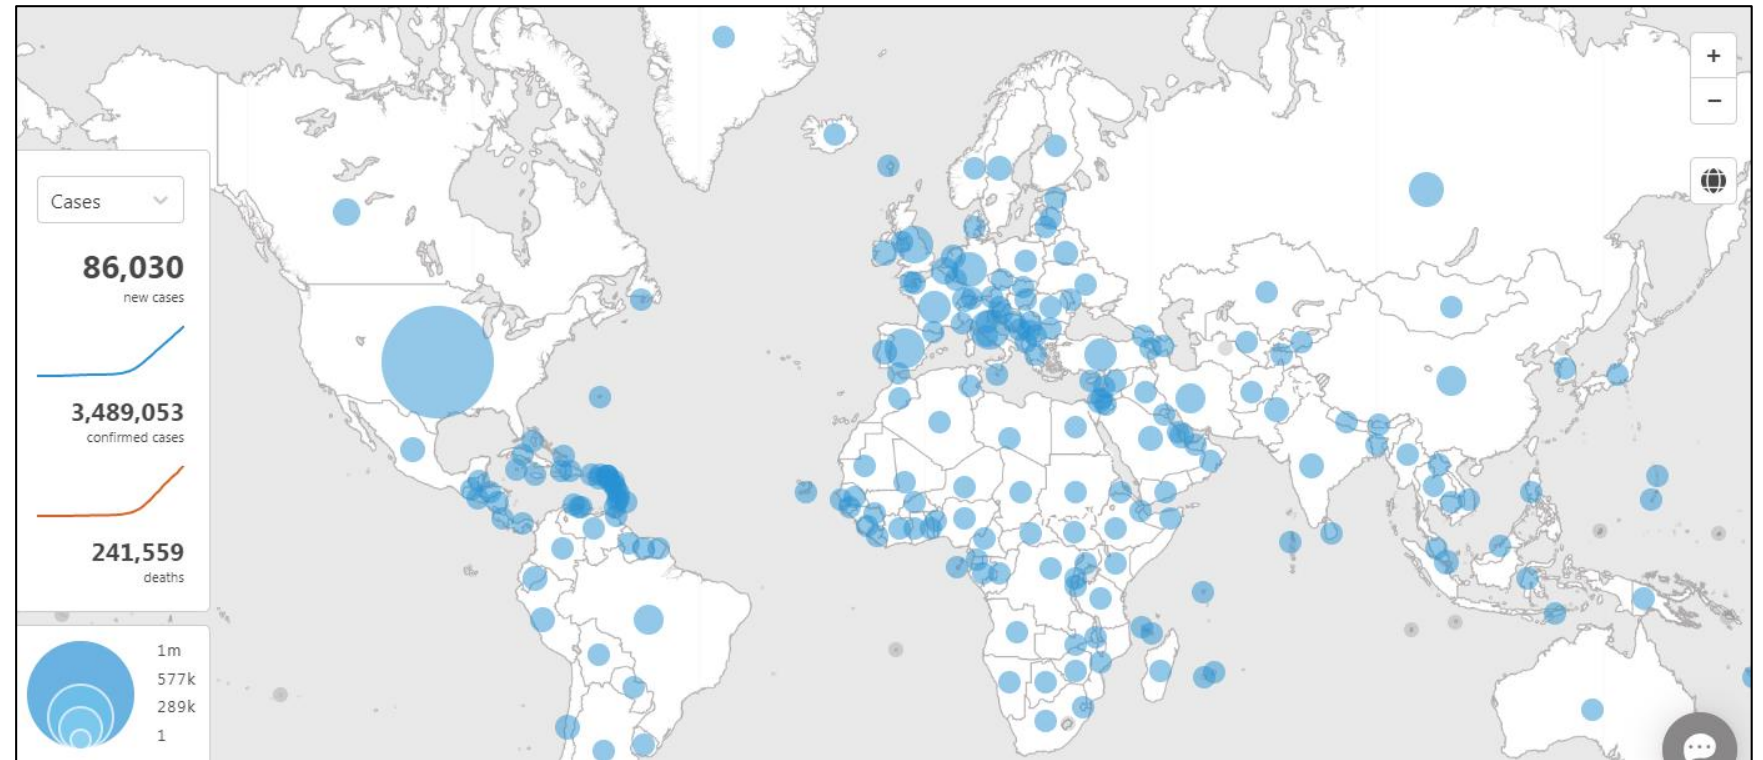 +
−
Cases
86,030
new cases
3,489,053
confirmed cases
241,559
deaths
1m
577k
289k
1